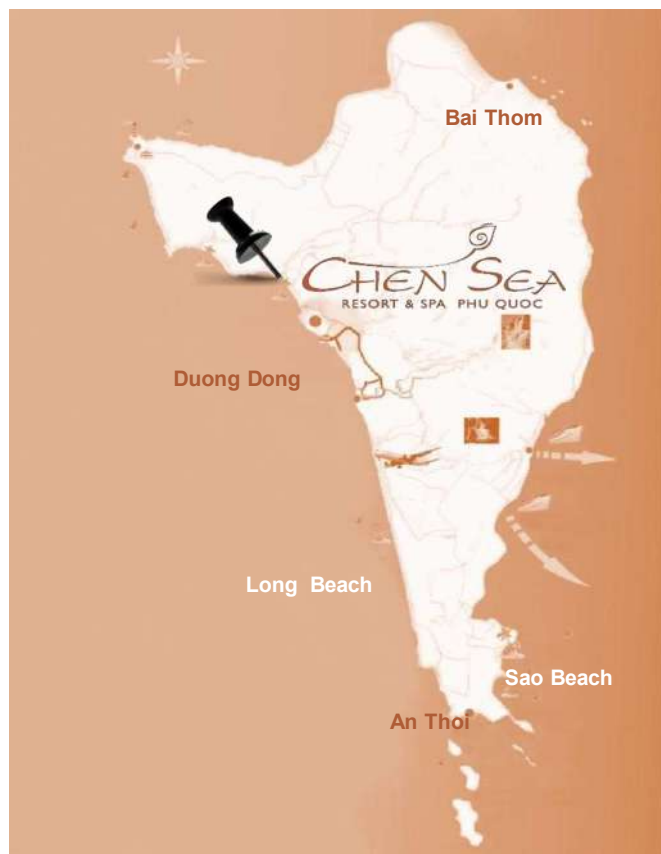 Bai Thom
CHEN SEA
RESORT & SPA PHU QUOC
Duong Dong
Long Beach
Sao Beach
An Thoi